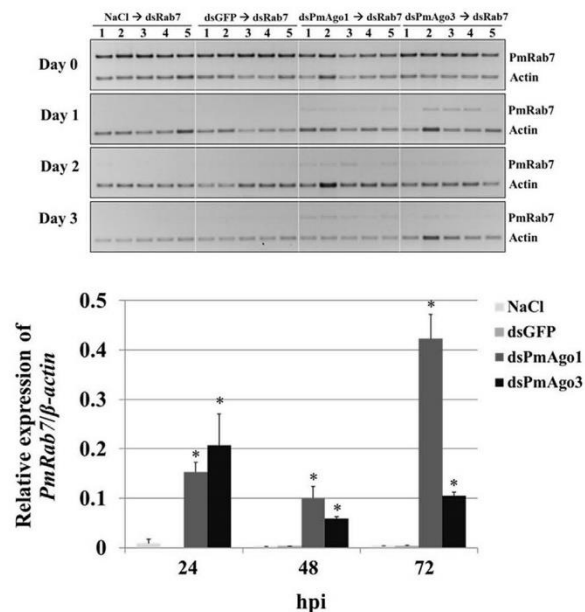 NaCl → dsRab7 dsGFP → dsRab7 dsPmAgo1 → dsRab7 dsPmAgo3 → dsRab7
1 2 3 4 5 1 2 3 4 5 1 2 3 4 5 1 2 3 4 5
Day 0
PmRab7
Actin
Day 1
PmRab7
Actin
Day 2
PmRab7
Actin
Day 3
PmRab7
Actin
Relative expression of
PmRab7/β-actin
0.5
0.4
0.3
0.2
0.1
0
* * * * * *
24 48 72
hpi
NaCl
dsGFP
dsPmAgo1
dsPmAgo3